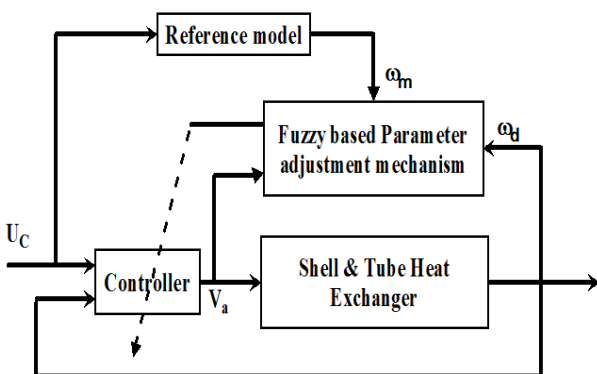 Reference model
ωm
Fuzzy based Parameter
adjustment mechanism
ωd
UC
Controller
Va
Shell & Tube Heat
Exchanger